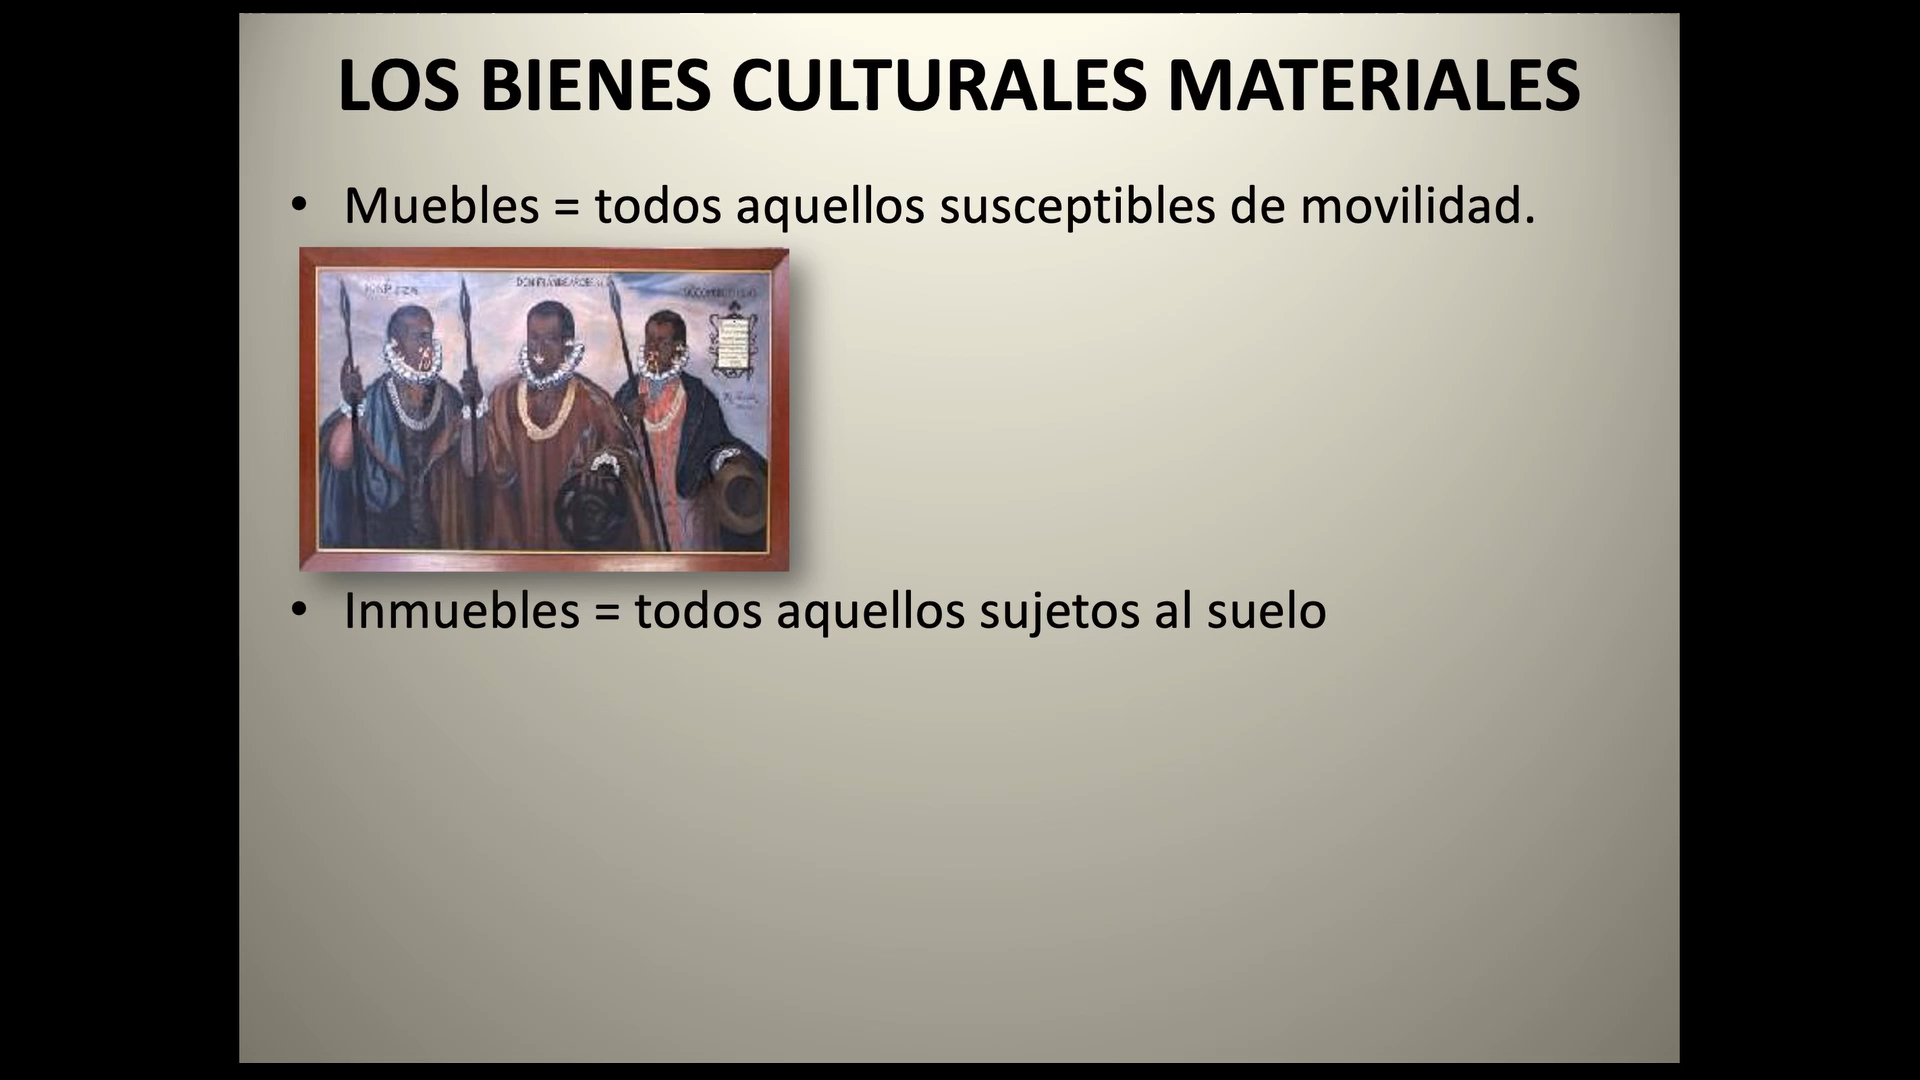 LOS BIENES CULTURALES MATERIALES
• Muebles = todos aquellos susceptibles de movilidad.
• Inmuebles = todos aquellos sujetos al suelo